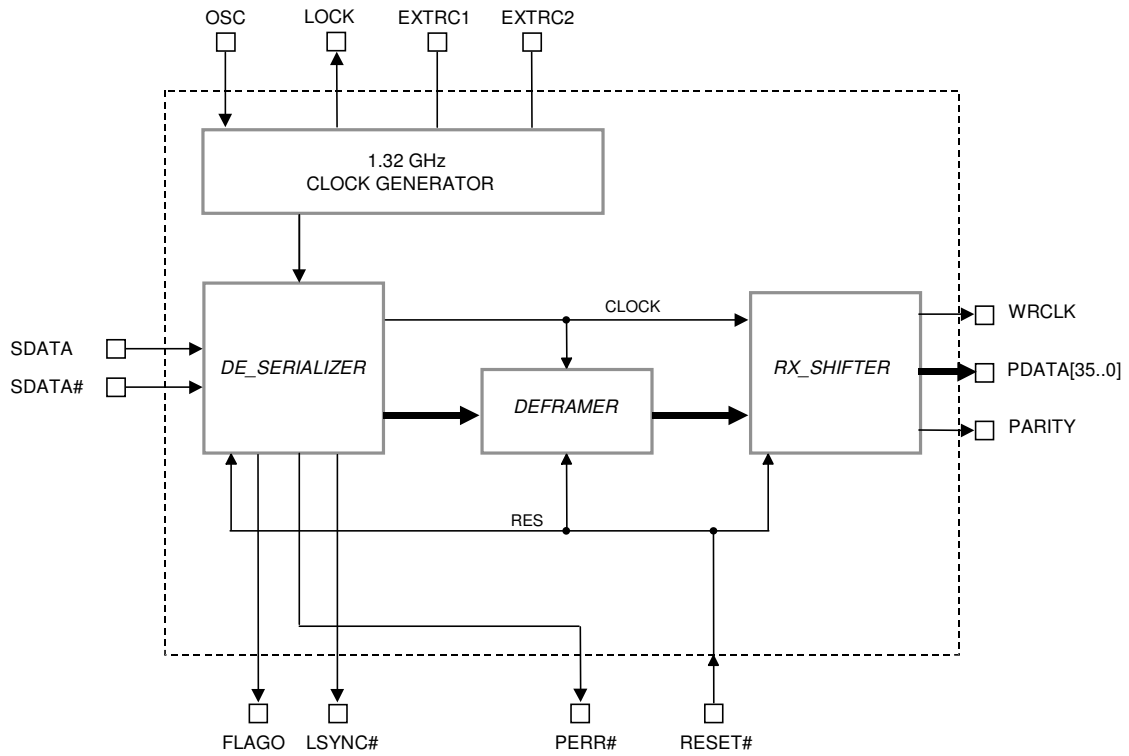 OSC
LOCK
EXTRC1
EXTRC2
1.32 GHz
CLOCK GENERATOR
CLOCK
WRCLK
SDATA
DE_SERIALIZER
RX_SHIFTER
PDATA[35..0]
SDATA#
DEFRAMER
PARITY
RES
FLAGO
LSYNC#
PERR#
RESET#